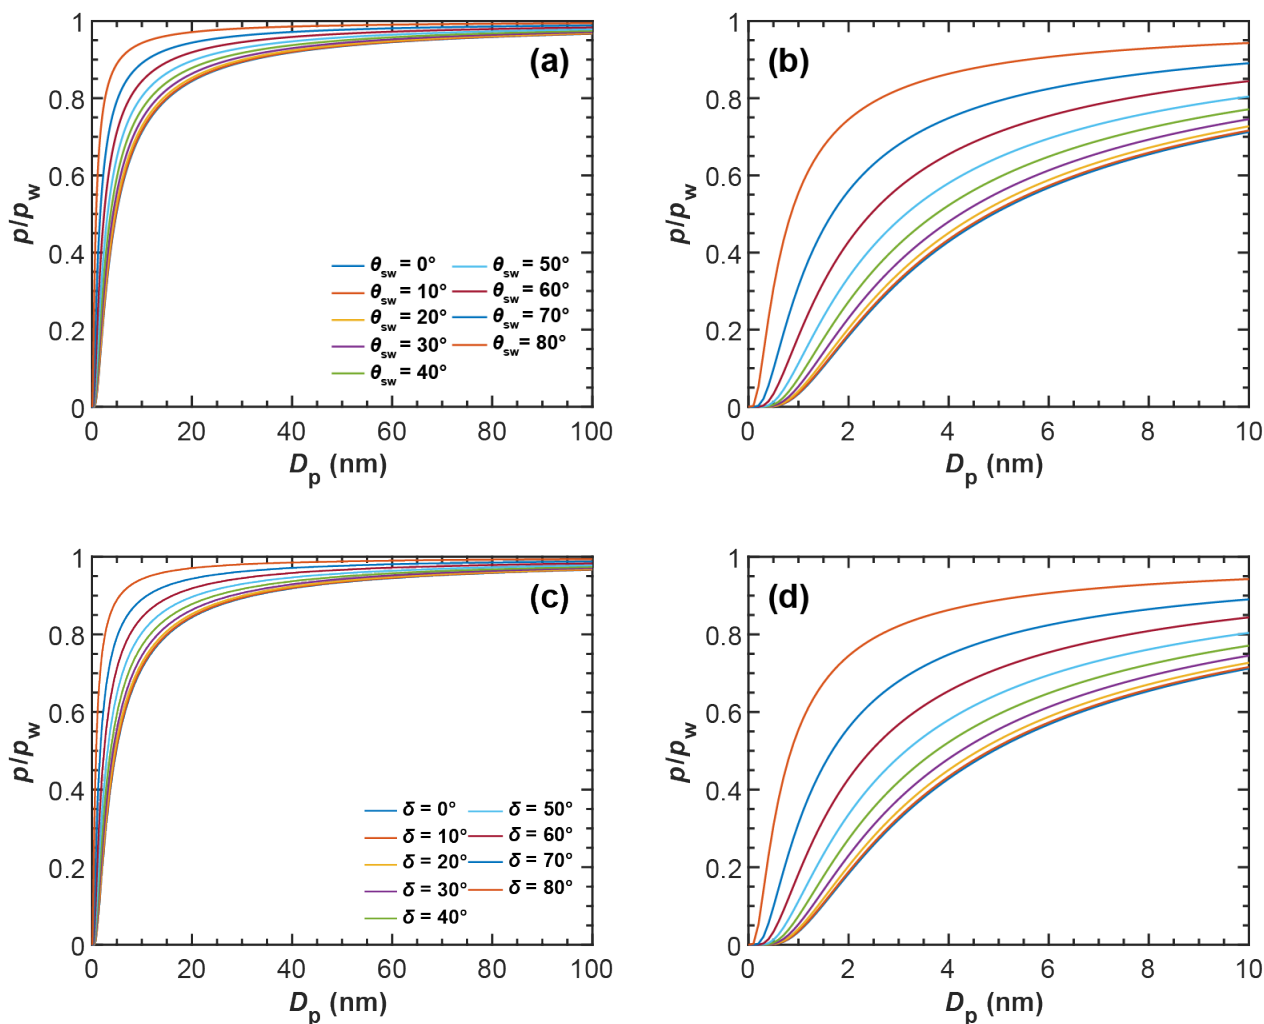 (a)
1
0.8
0.6
0.4
0.2
0
p/pw
θsw = 0°
θsw = 10°
θsw = 20°
θsw = 30°
θsw = 40°
θsw = 50°
θsw = 60°
θsw = 70°
θsw = 80°
0 20 40 60 80 100
Dp (nm)
(b)
1
0.8
0.6
0.4
0.2
0
p/pw
0 2 4 6 8 10
Dp (nm)
(c)
1
0.8
0.6
0.4
0.2
0
p/pw
δ = 0°
δ = 10°
δ = 20°
δ = 30°
δ = 40°
δ = 50°
δ = 60°
δ = 70°
δ = 80°
0 20 40 60 80 100
Dp (nm)
(d)
1
0.8
0.6
0.4
0.2
0
p/pw
0 2 4 6 8 10
Dp (nm)